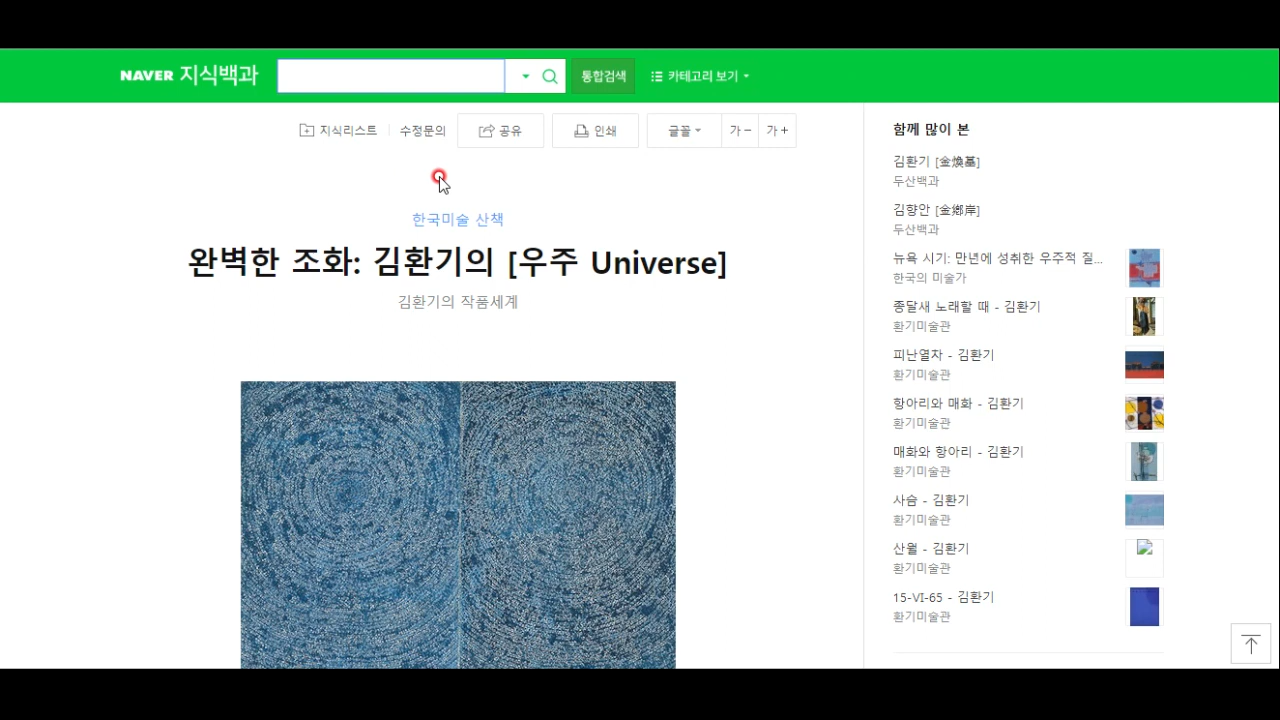 NAVER 지식백과
통합검색
카테고리 보기
지식리스트
수정문의
공유
인쇄
글꼴
가-
가+
한국미술 산책
완벽한 조화: 김환기의 [우주 Universe]
김환기의 작품세계
함께 많이 본
김환기 [金煥基]
두산백과
김향안 [金鄕岸]
두산백과
뉴욕 시기: 만년에 성취한 우주적 질...
한국의 미술가
종달새 노래할 때 - 김환기
환기미술관
피난열차 - 김환기
환기미술관
항아리와 매화 - 김환기
환기미술관
매화와 항아리 - 김환기
환기미술관
사슴 - 김환기
환기미술관
산월 - 김환기
환기미술관
15-VI-65 - 김환기
환기미술관